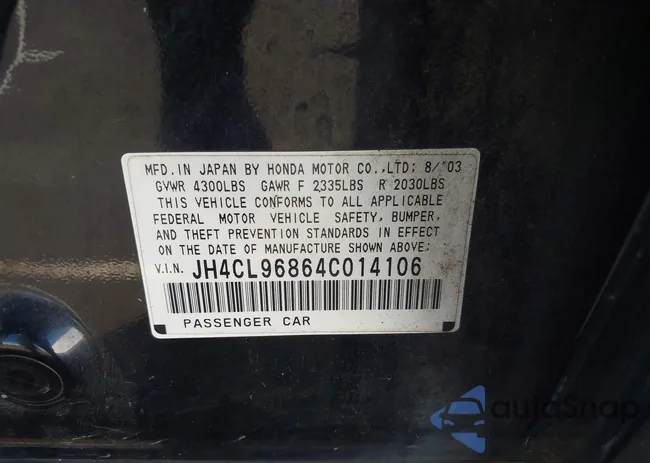 MFD.IN JAPAN BY HONDA MOTOR CO.,LTD: 8/'03
GVWR 4300LBS GAWR F 2335LBS R 2030LBS
THIS VEHICLE CONFORMS TO ALL APPLICABLE
FEDERAL MOTOR VEHICLE SAFETY, BUMPER,
AND THEFT PREVENTION STANDARDS IN EFFECT
ON THE DATE OF MANUFACTURE SHOWN ABOVE.
V.I.N. JH4CL96864C014106
PASSENGER CAR
autoSnap